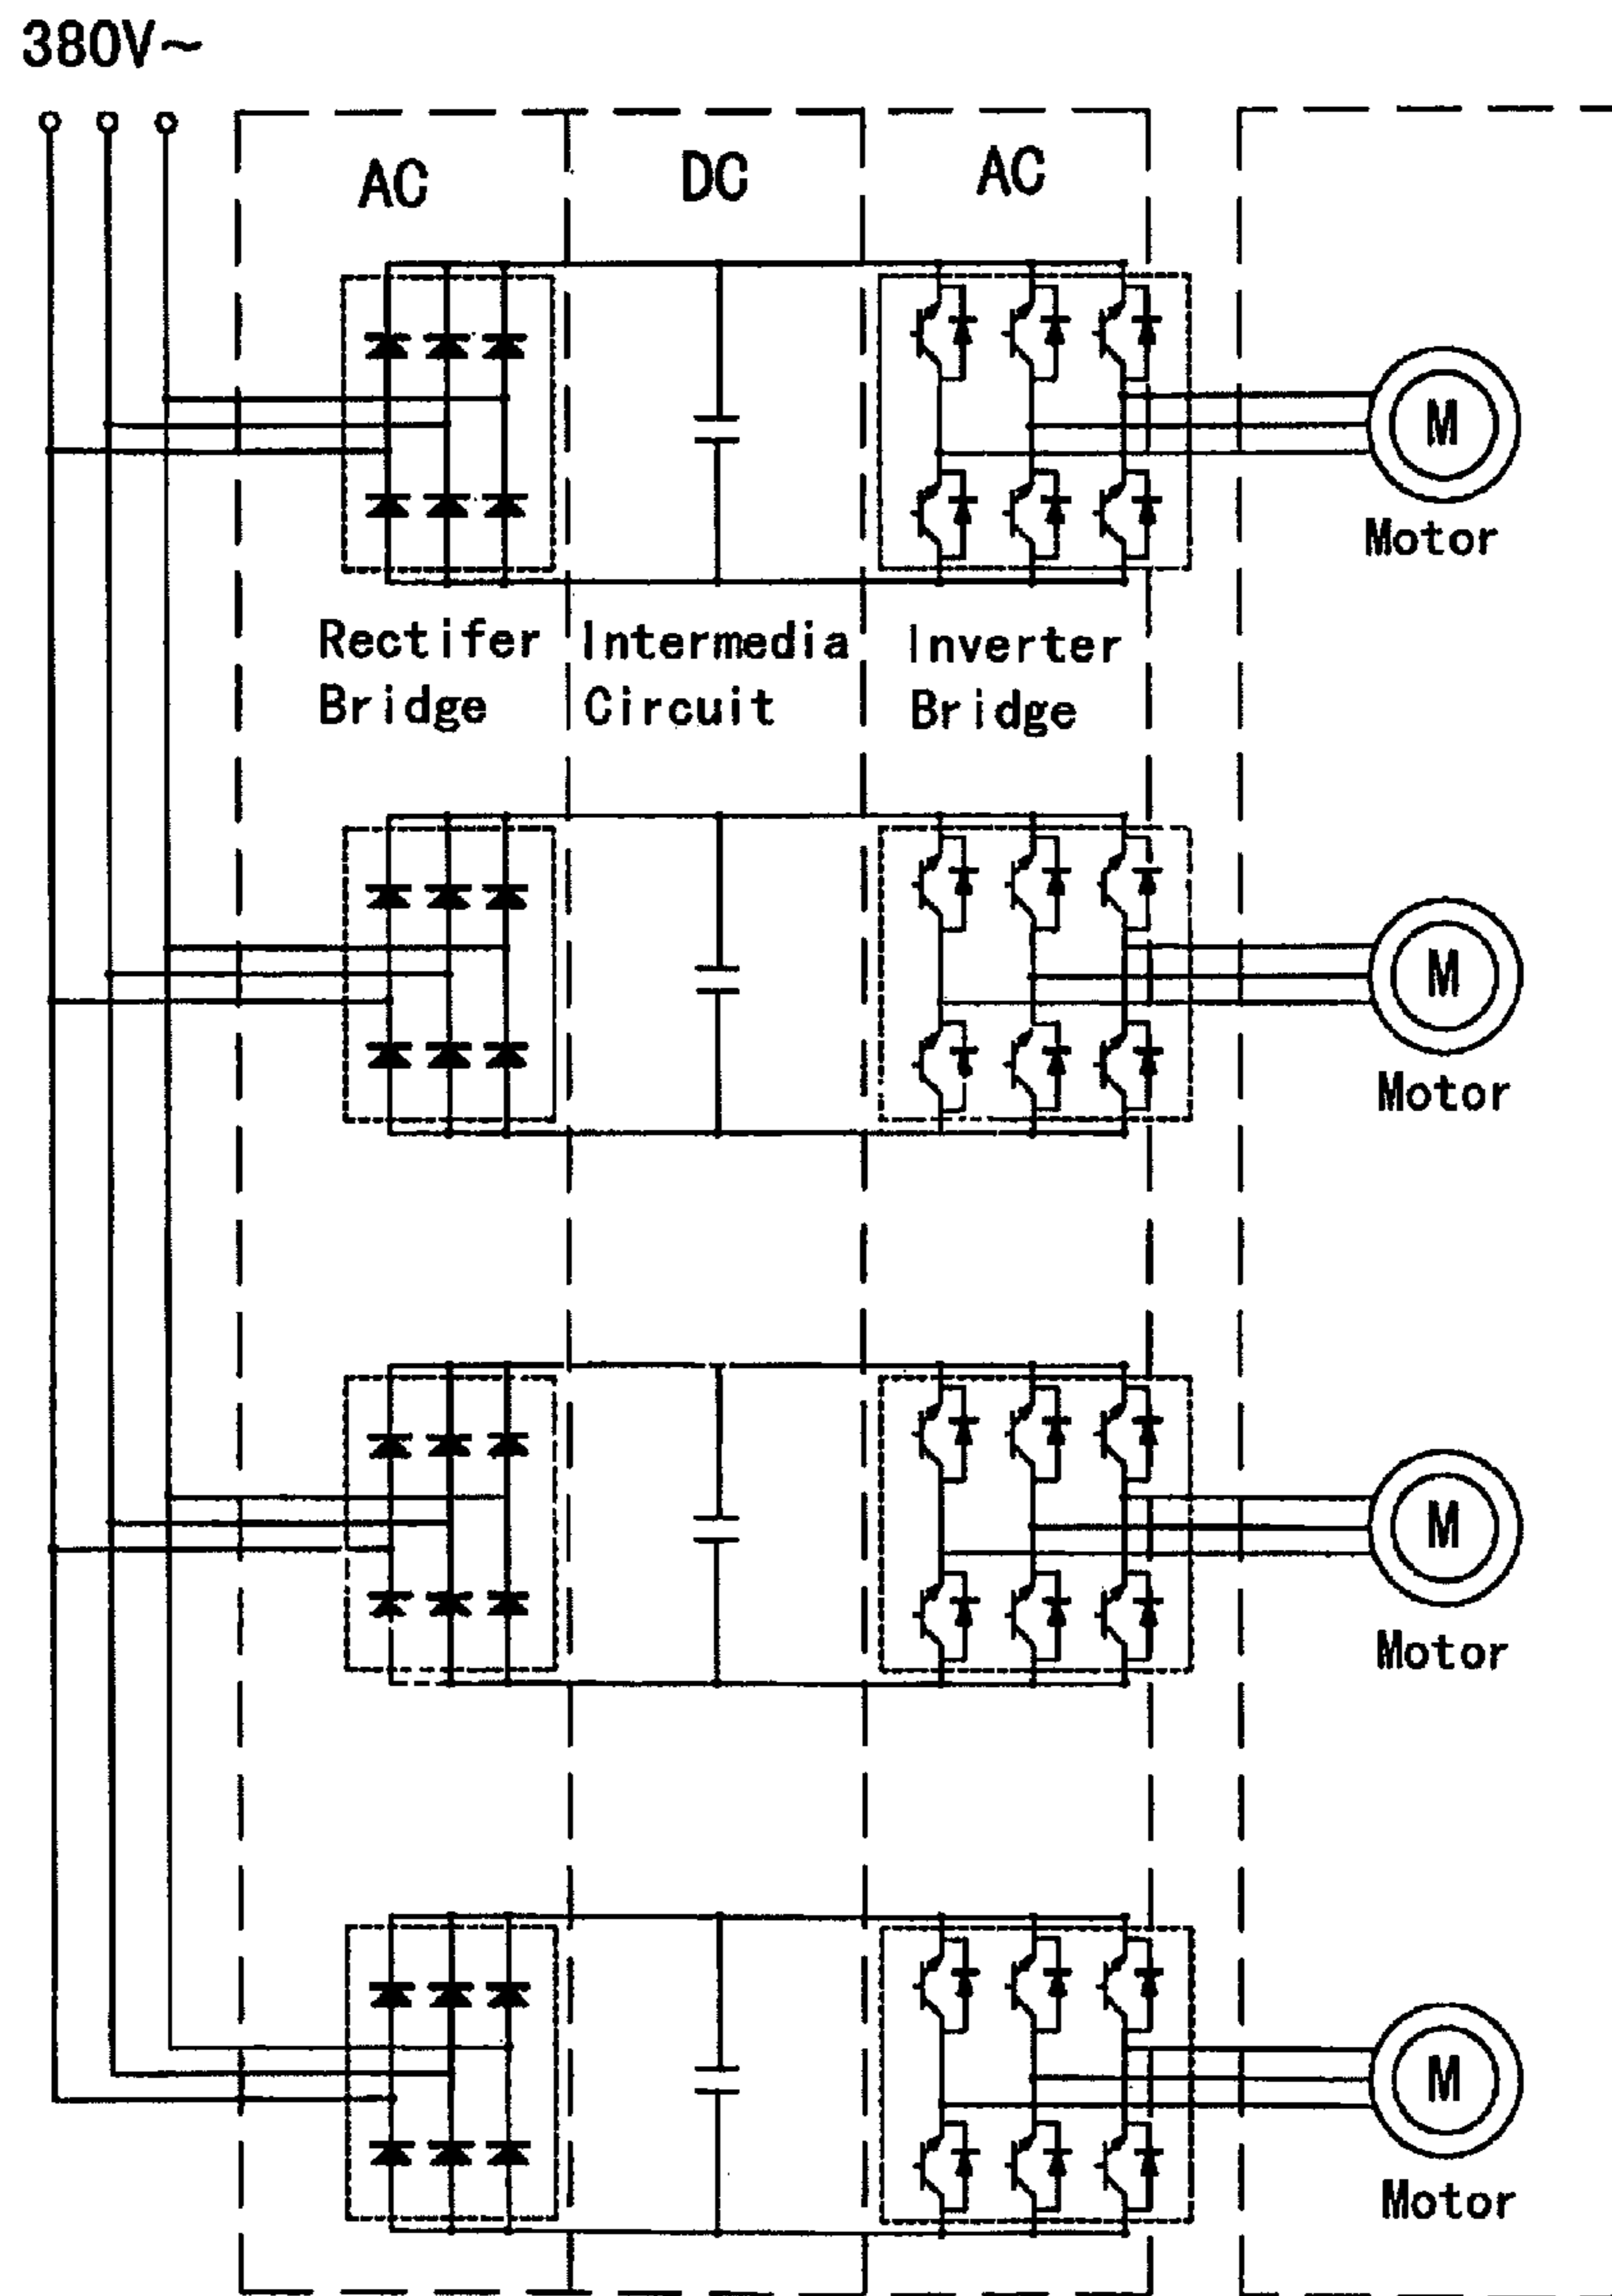 380V~
AC
DC
AC
M
Motor
Rectifer
Bridge
Intermedia
Circuit
Inverter
Bridge
M
Motor
M
Motor
M
Motor